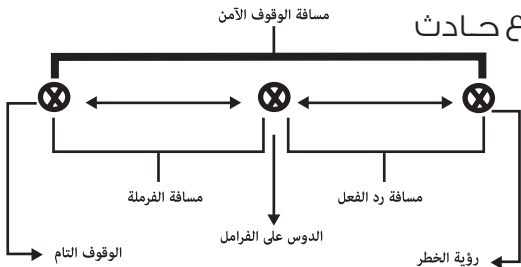 ع حادث
مسافة الوقوف الآمن
مسافة رد الفعل
مسافة الفرملة
الدوس على الفرامل
رؤية الخطر
الوقوف التام